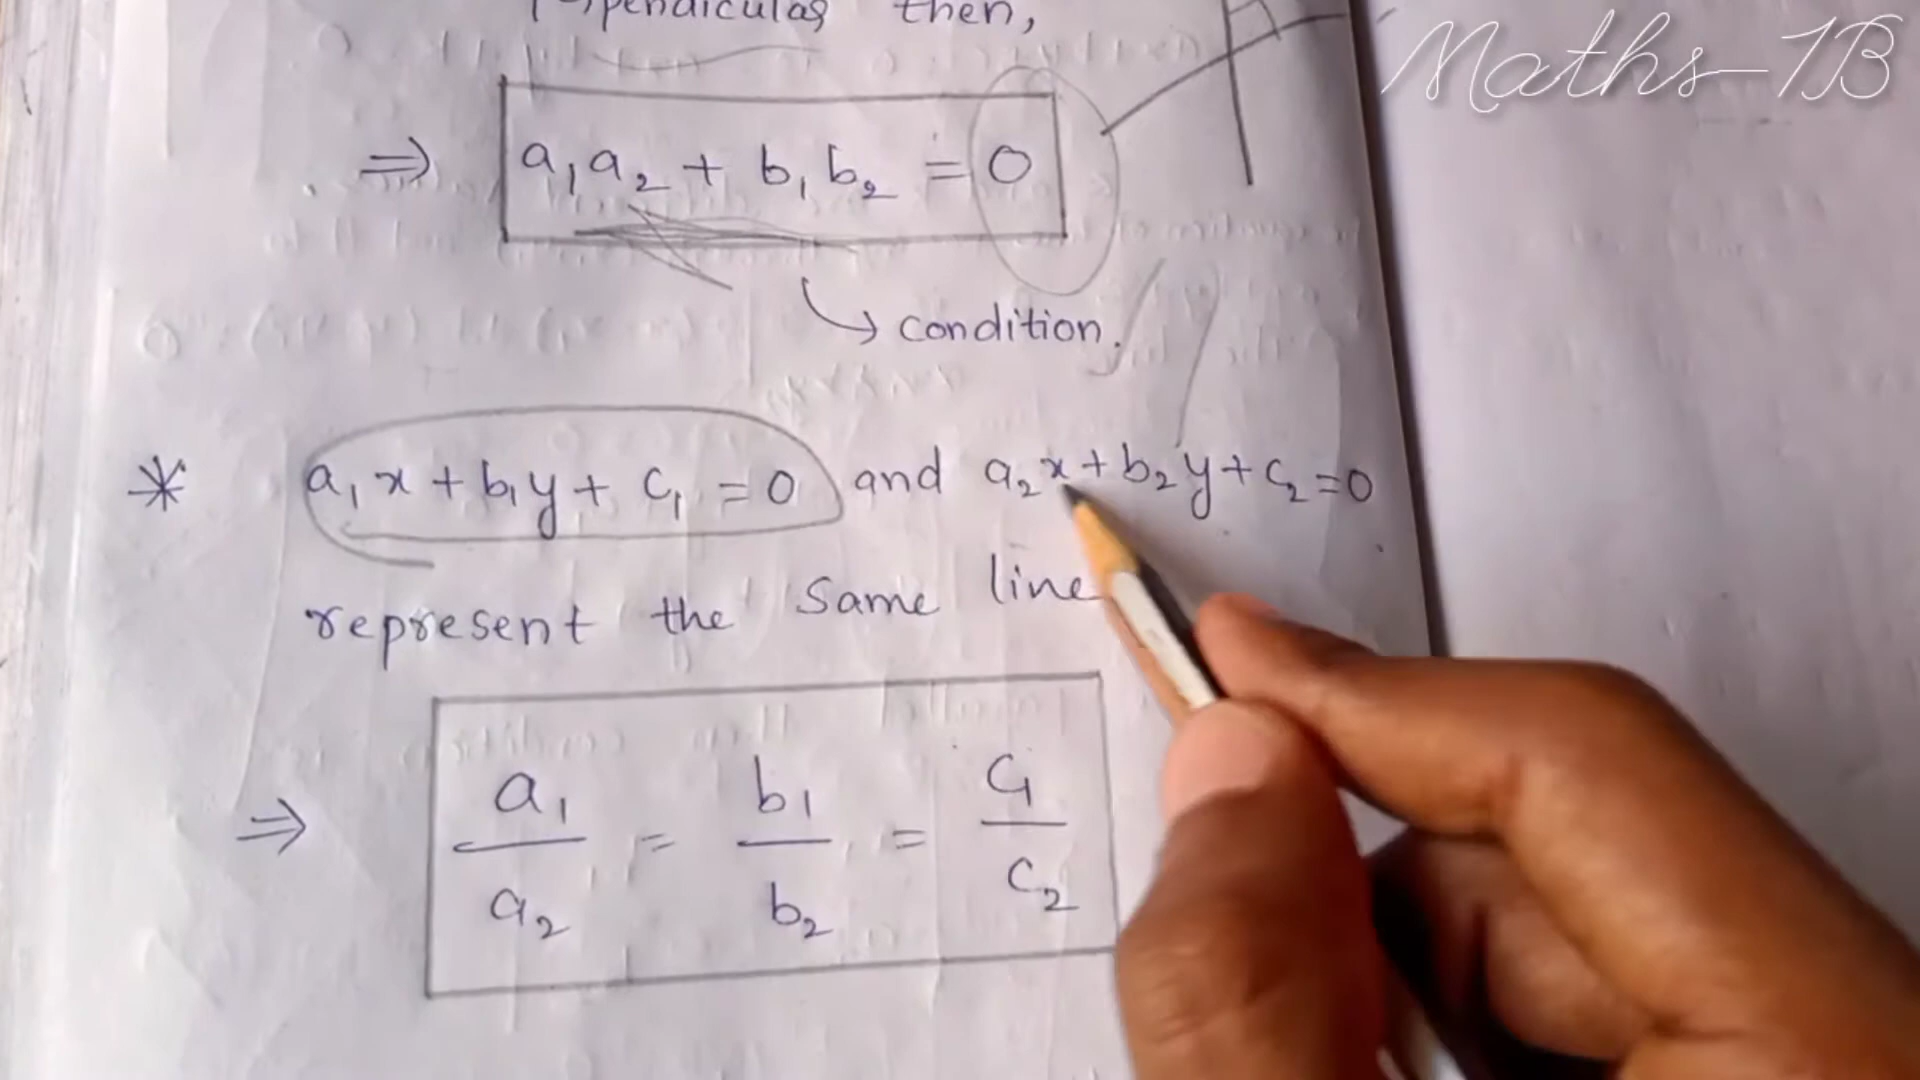 then,
Maths-1B
⇒ a₁a₂ + b₁b₂ = 0
↳ condition.
* a₁x + b₁y + c₁ = 0 and a₂x + b₂y + c₂ = 0
represent the same line
⇒ a₁/a₂ = b₁/b₂ = c₁/c₂